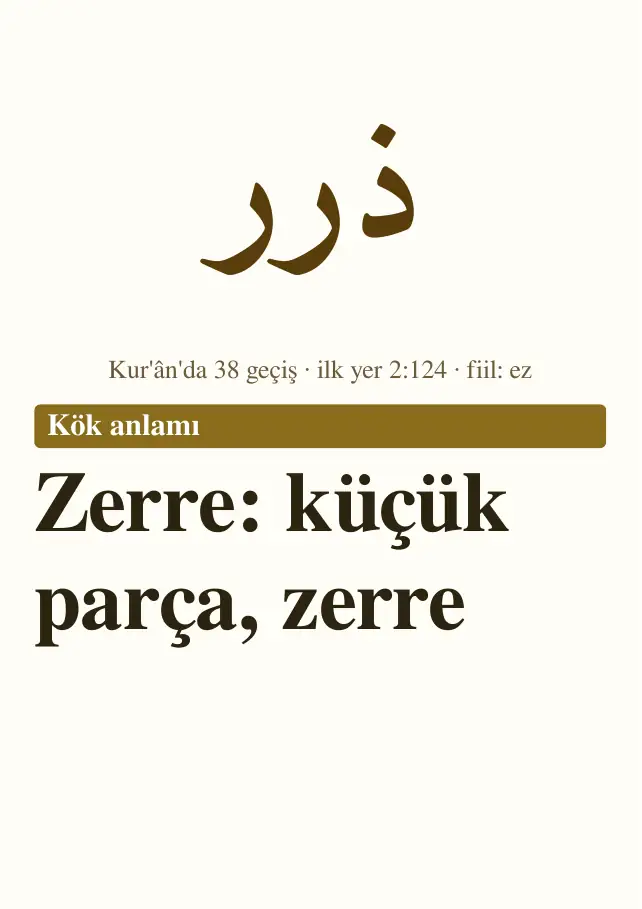 ذرر
Kur'ân'da 38 geçiş · ilk yer 2:124 · fiil: ez
Kök anlamı
Zerre: küçük
parça, zerre